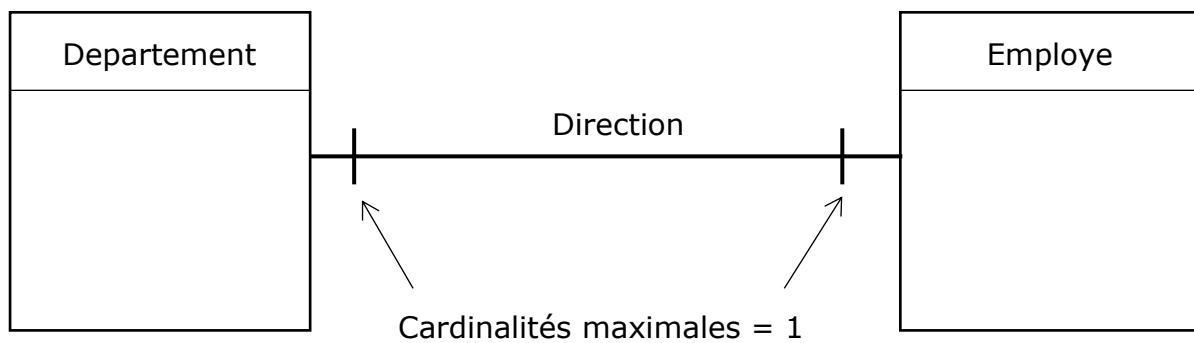 Departement
Employe
Direction
Cardinalités maximales = 1